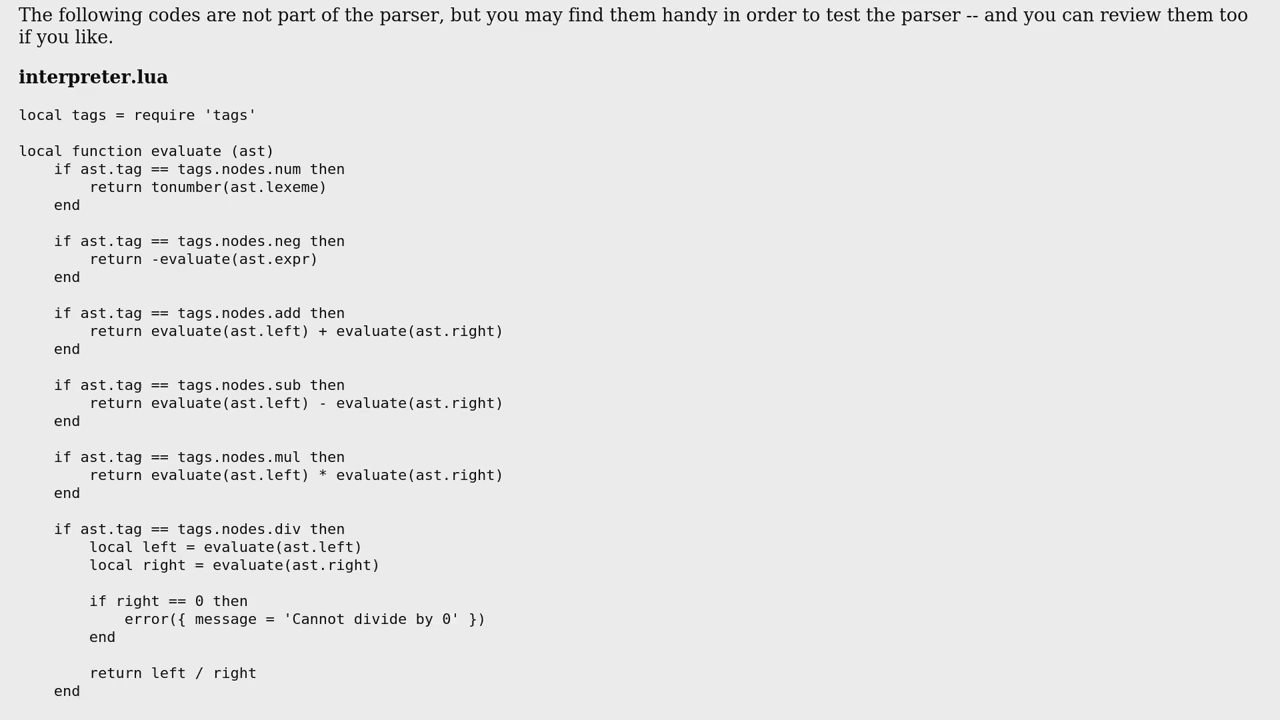 The following codes are not part of the parser, but you may find them handy in order to test the parser -- and you can review them too
if you like.
interpreter.lua
local tags = require 'tags'
local function evaluate (ast)
    if ast.tag == tags.nodes.num then
        return tonumber(ast.lexeme)
    end
    if ast.tag == tags.nodes.neg then
        return -evaluate(ast.expr)
    end
    if ast.tag == tags.nodes.add then
        return evaluate(ast.left) + evaluate(ast.right)
    end
    if ast.tag == tags.nodes.sub then
        return evaluate(ast.left) - evaluate(ast.right)
    end
    if ast.tag == tags.nodes.mul then
        return evaluate(ast.left) * evaluate(ast.right)
    end
    if ast.tag == tags.nodes.div then
        local left = evaluate(ast.left)
        local right = evaluate(ast.right)
        if right == 0 then
            error({ message = 'Cannot divide by 0' })
        end
        return left / right
    end